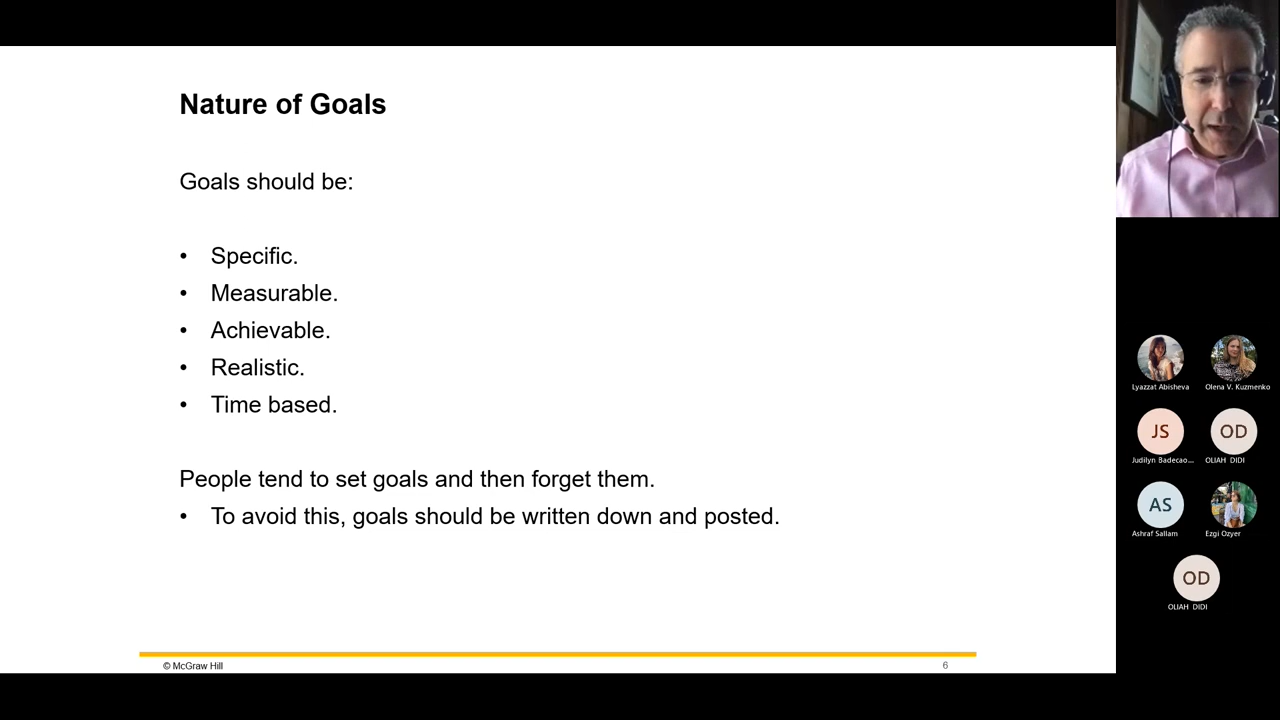 Nature of Goals
Goals should be:
• Specific.
• Measurable.
• Achievable.
• Realistic.
• Time based.
People tend to set goals and then forget them.
• To avoid this, goals should be written down and posted.
© McGraw Hill
6
Lyazzat Abisheva
Olena V. Kuzmenko
JS
OD
Judilyn Badecao...
OLIAH DIDI
AS
Ashraf Sallam
Ezgi Ozyer
OD
OLIAH DIDI